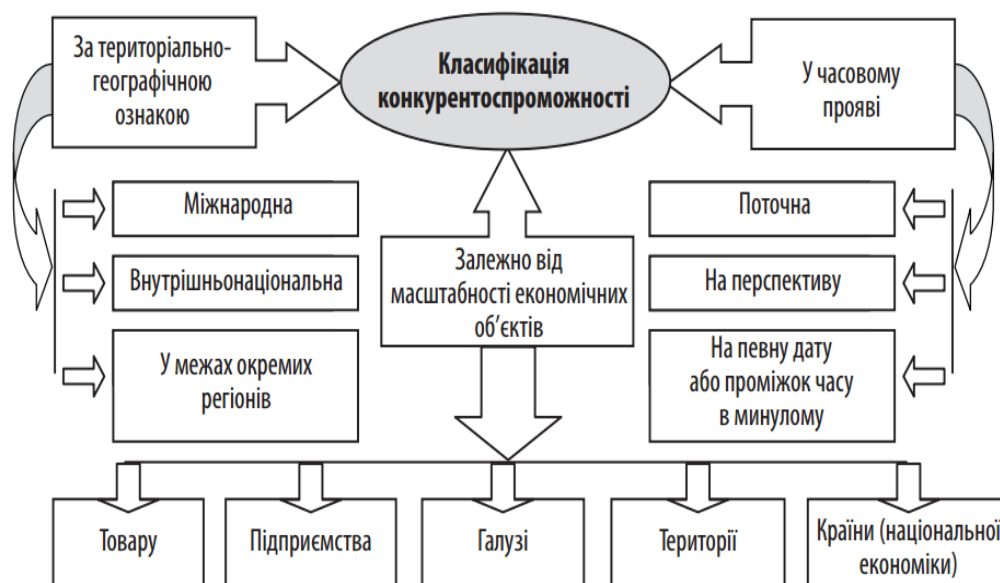 За територіально-
географічною
ознакою
Класифікація
конкурентоспроможності
У часовому
прояві
Міжнародна
Внутрішньонаціональна
У межах окремих
регіонів
Залежно від
масштабності економічних
об’єктів
Поточна
На перспективу
На певну дату
або проміжок часу
в минулому
Товару
Підприємства
Галузі
Території
Країни (національної
економіки)